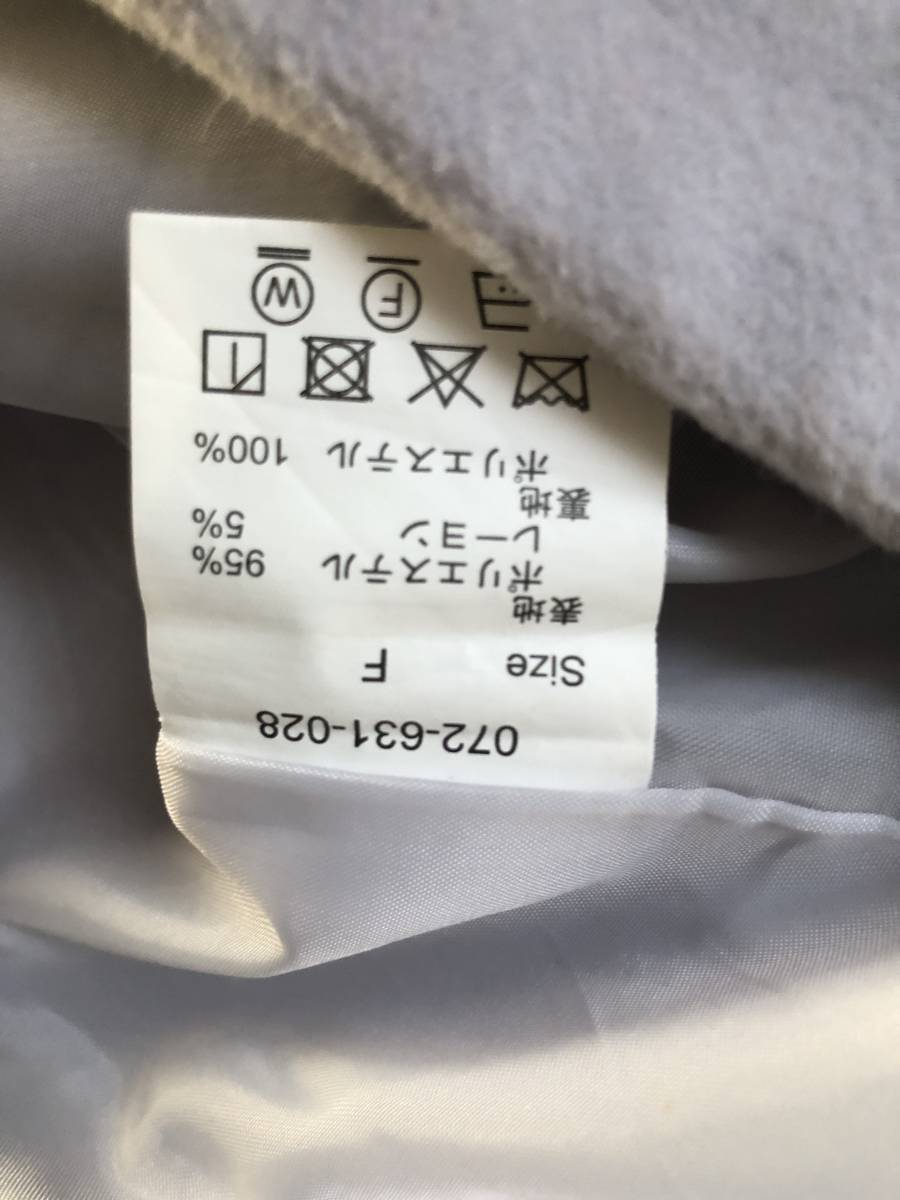 072-631-028
Size F
表地
ポリエステル 95%
レーヨン 5%
裏地
ポリエステル 100%
F W